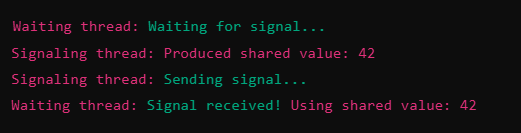 Waiting thread: Waiting for signal...
Signaling thread: Produced shared value: 42
Signaling thread: Sending signal...
Waiting thread: Signal received! Using shared value: 42